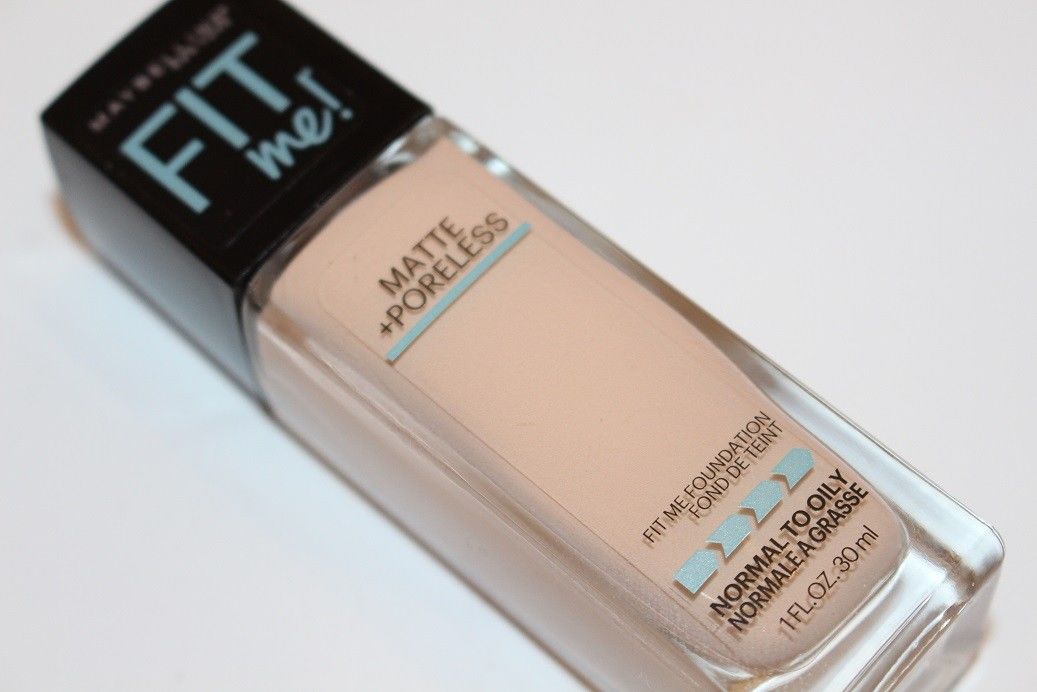 MAYBELLINE
FIT
me!
MATTE
+PORELESS
FIT ME FOUNDATION
FOND DE TEINT
NORMAL TO OILY
NORMALE A GRASSE
1 FL.OZ. 30 ml